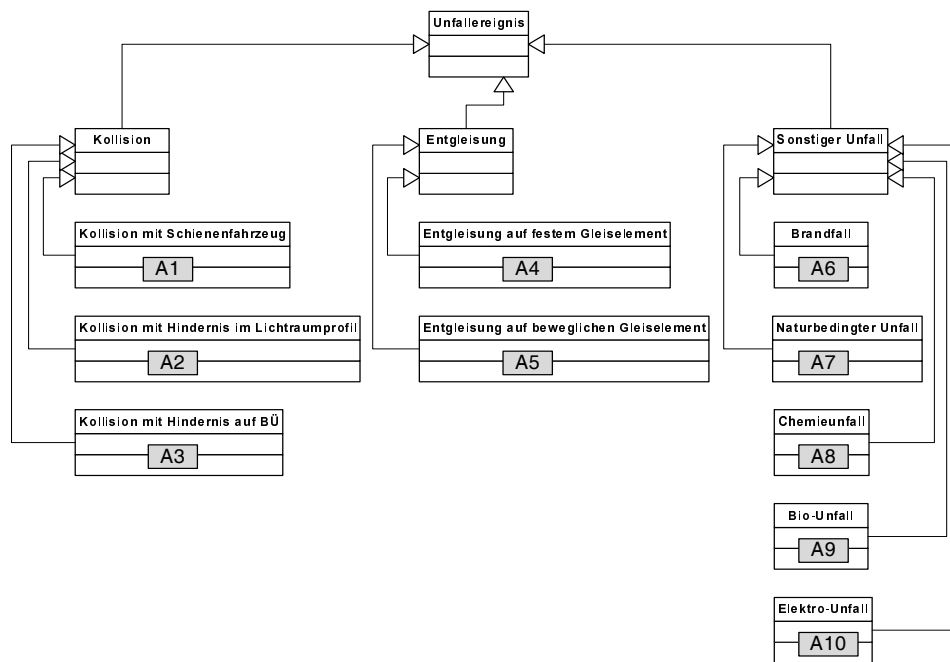 Unfallereignis
Kollision
Entgleisung
Sonstiger Unfall
Kollision mit Schienenfahrzeug
A1
Entgleisung auf festem Gleiselement
A4
Brandfall
A6
Kollision mit Hindernis im Lichtraumprofil
A2
Entgleisung auf beweglichen Gleiselement
A5
Naturbedingter Unfall
A7
Kollision mit Hindernis auf BÜ
A3
Chemieunfall
A8
Bio-Unfall
A9
Elektro-Unfall
A10